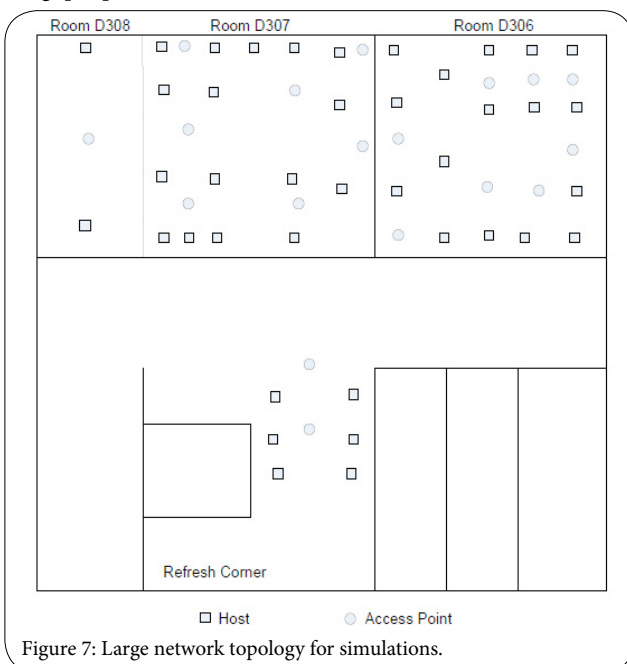 Room D308 Room D307 Room D306
Refresh Corner
Host Access Point
Figure 7: Large network topology for simulations.